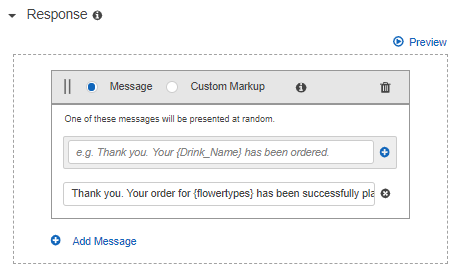 Response
Preview
Message Custom Markup
One of these messages will be presented at random.
e.g. Thank you. Your {Drink_Name} has been ordered.
Thank you. Your order for {flowertypes} has been successfully pla
Add Message